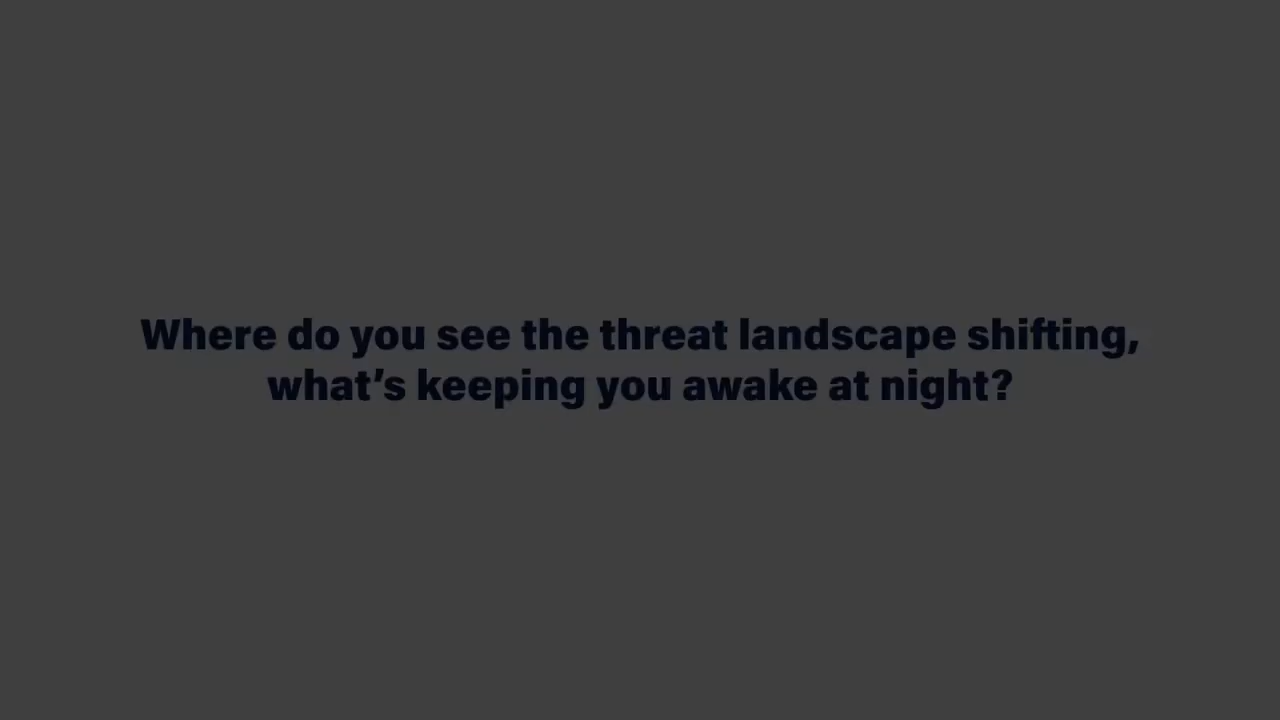 Where do you see the threat landscape shifting,
what’s keeping you awake at night?